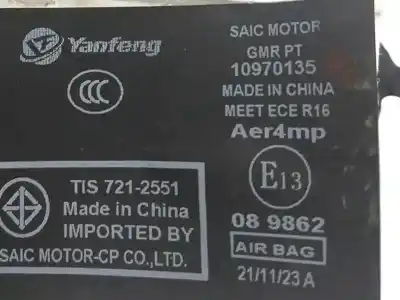 Yanfeng
SAIC MOTOR
GMR PT
10970135
MADE IN CHINA
MEET ECE R16
Aer4mp
CCC
E13
08 9862
AIR BAG
21/11/23 A
TIS 721-2551
Made in China
IMPORTED BY
SAIC MOTOR-CP CO.,LTD.